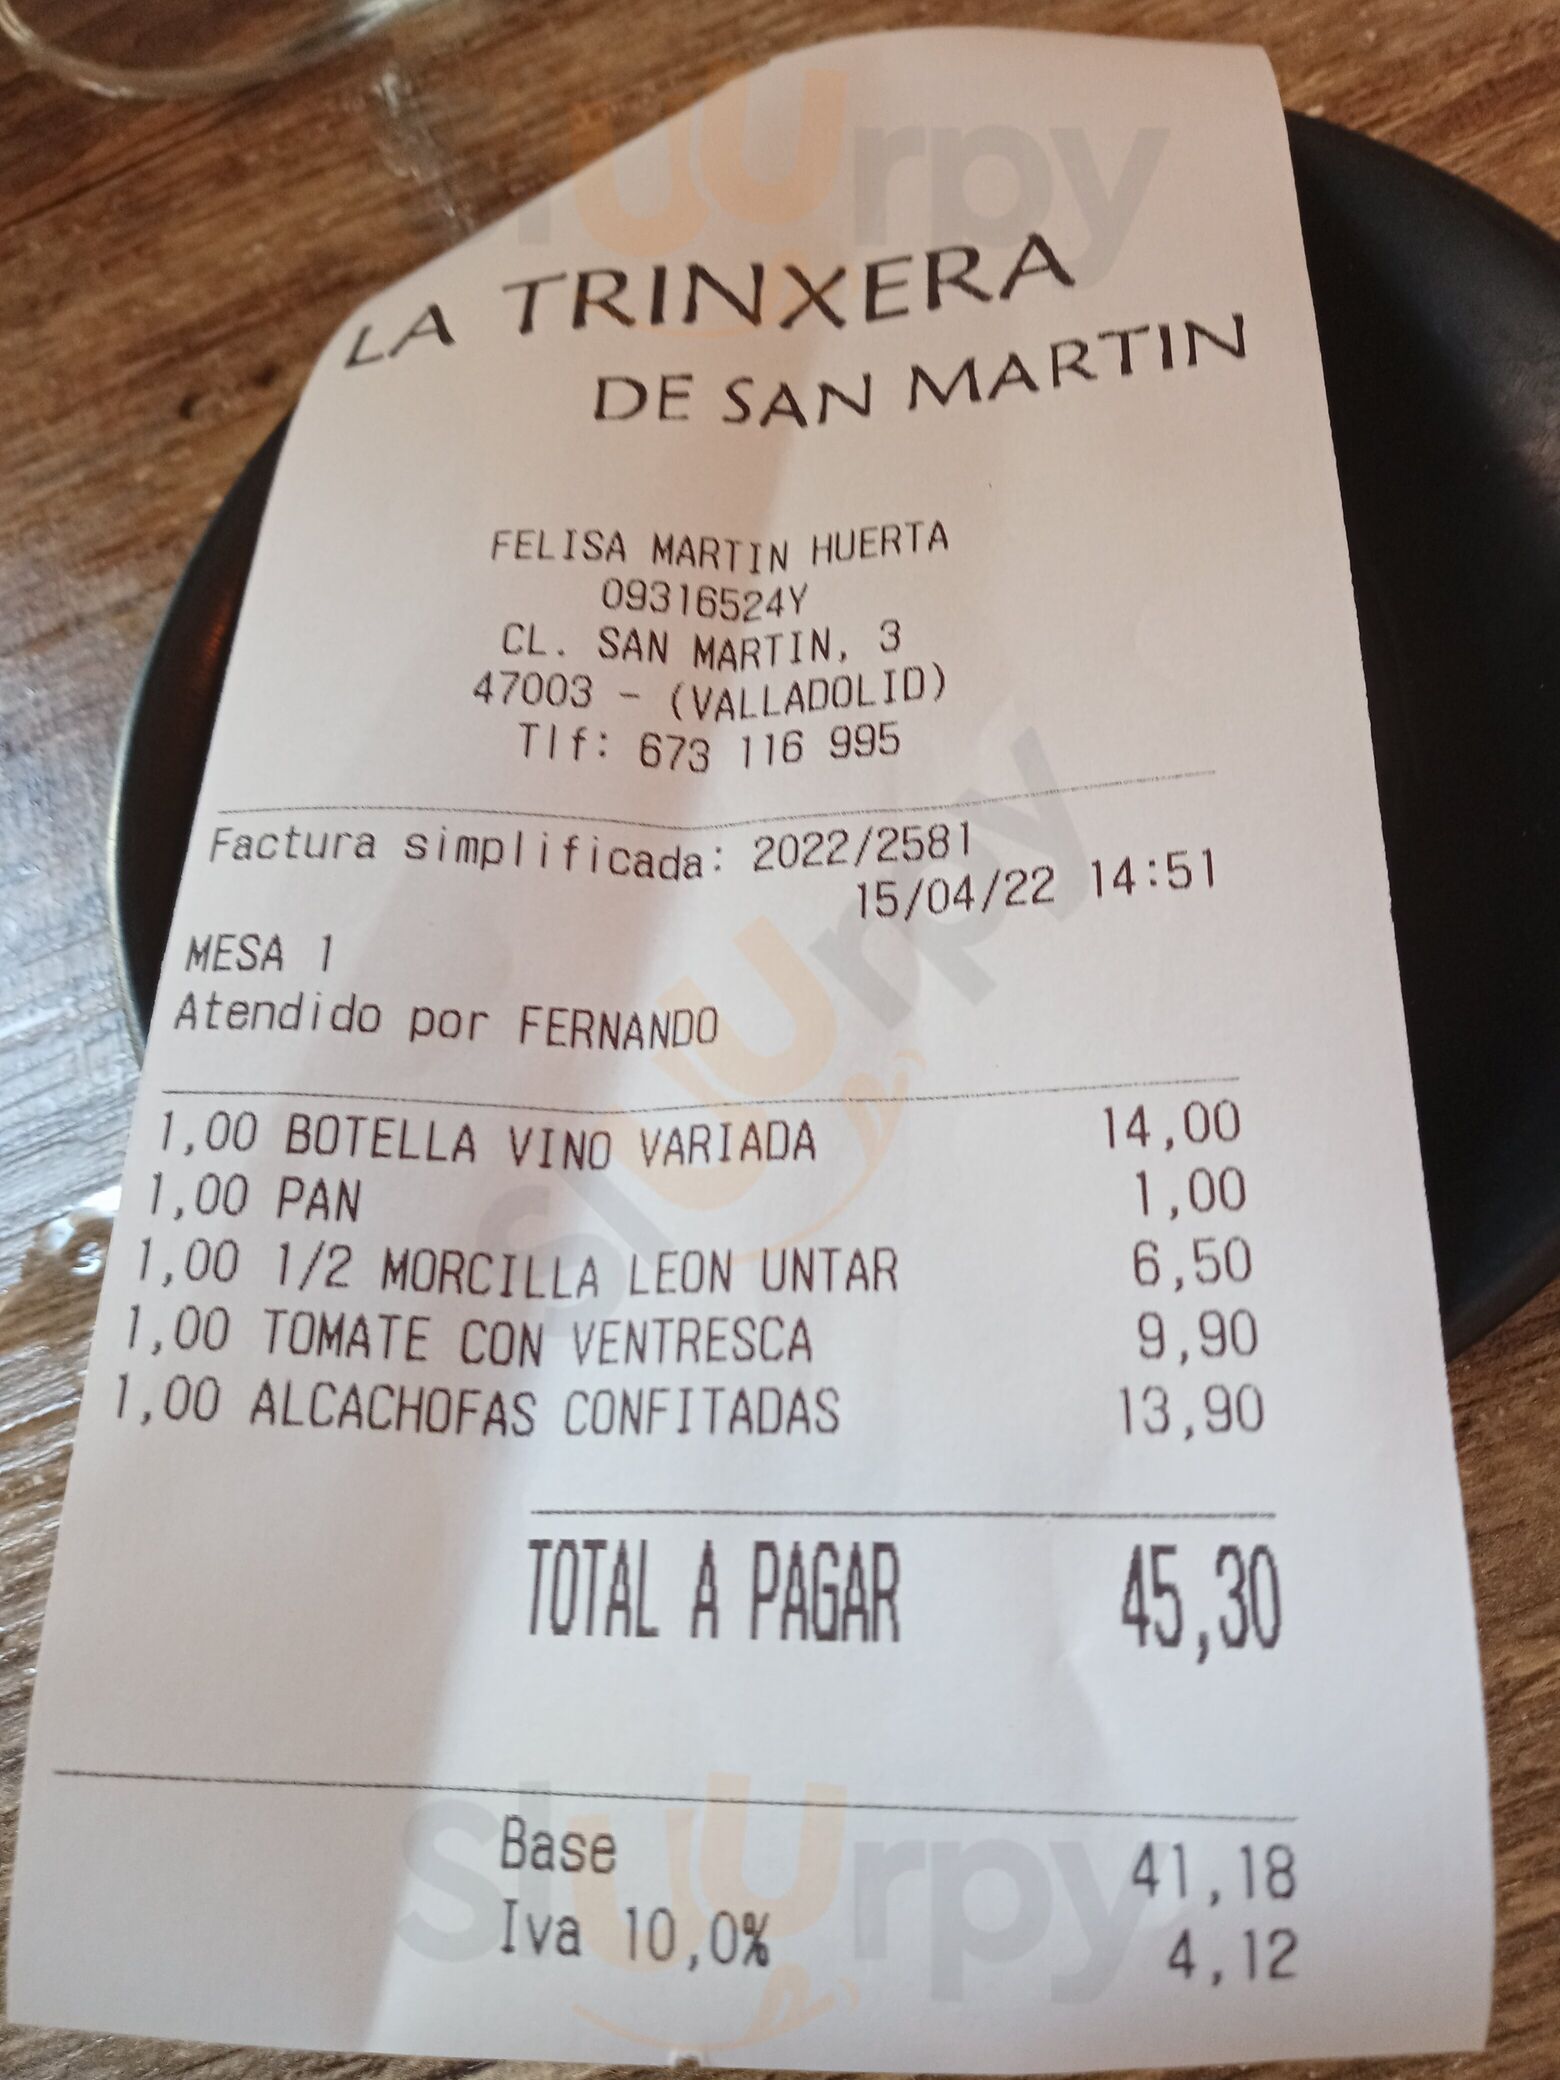 LA TRINXERA
DE SAN MARTIN
FELISA MARTIN HUERTA
09316524Y
CL. SAN MARTIN, 3
47003 - (VALLADOLID)
Tlf: 673 116 995
Factura simplificada: 2022/2581
15/04/22 14:51
MESA 1
Atendido por FERNANDO
1,00 BOTELLA VINO VARIADA 14,00
1,00 PAN 1,00
1,00 1/2 MORCILLA LEON UNTAR 6,50
1,00 TOMATE CON VENTRESCA 9,90
1,00 ALCACHOFAS CONFITADAS 13,90
TOTAL A PAGAR 45,30
Base 41,18
Iva 10,0% 4,12
sluurpy
sluurpy
sluurpy